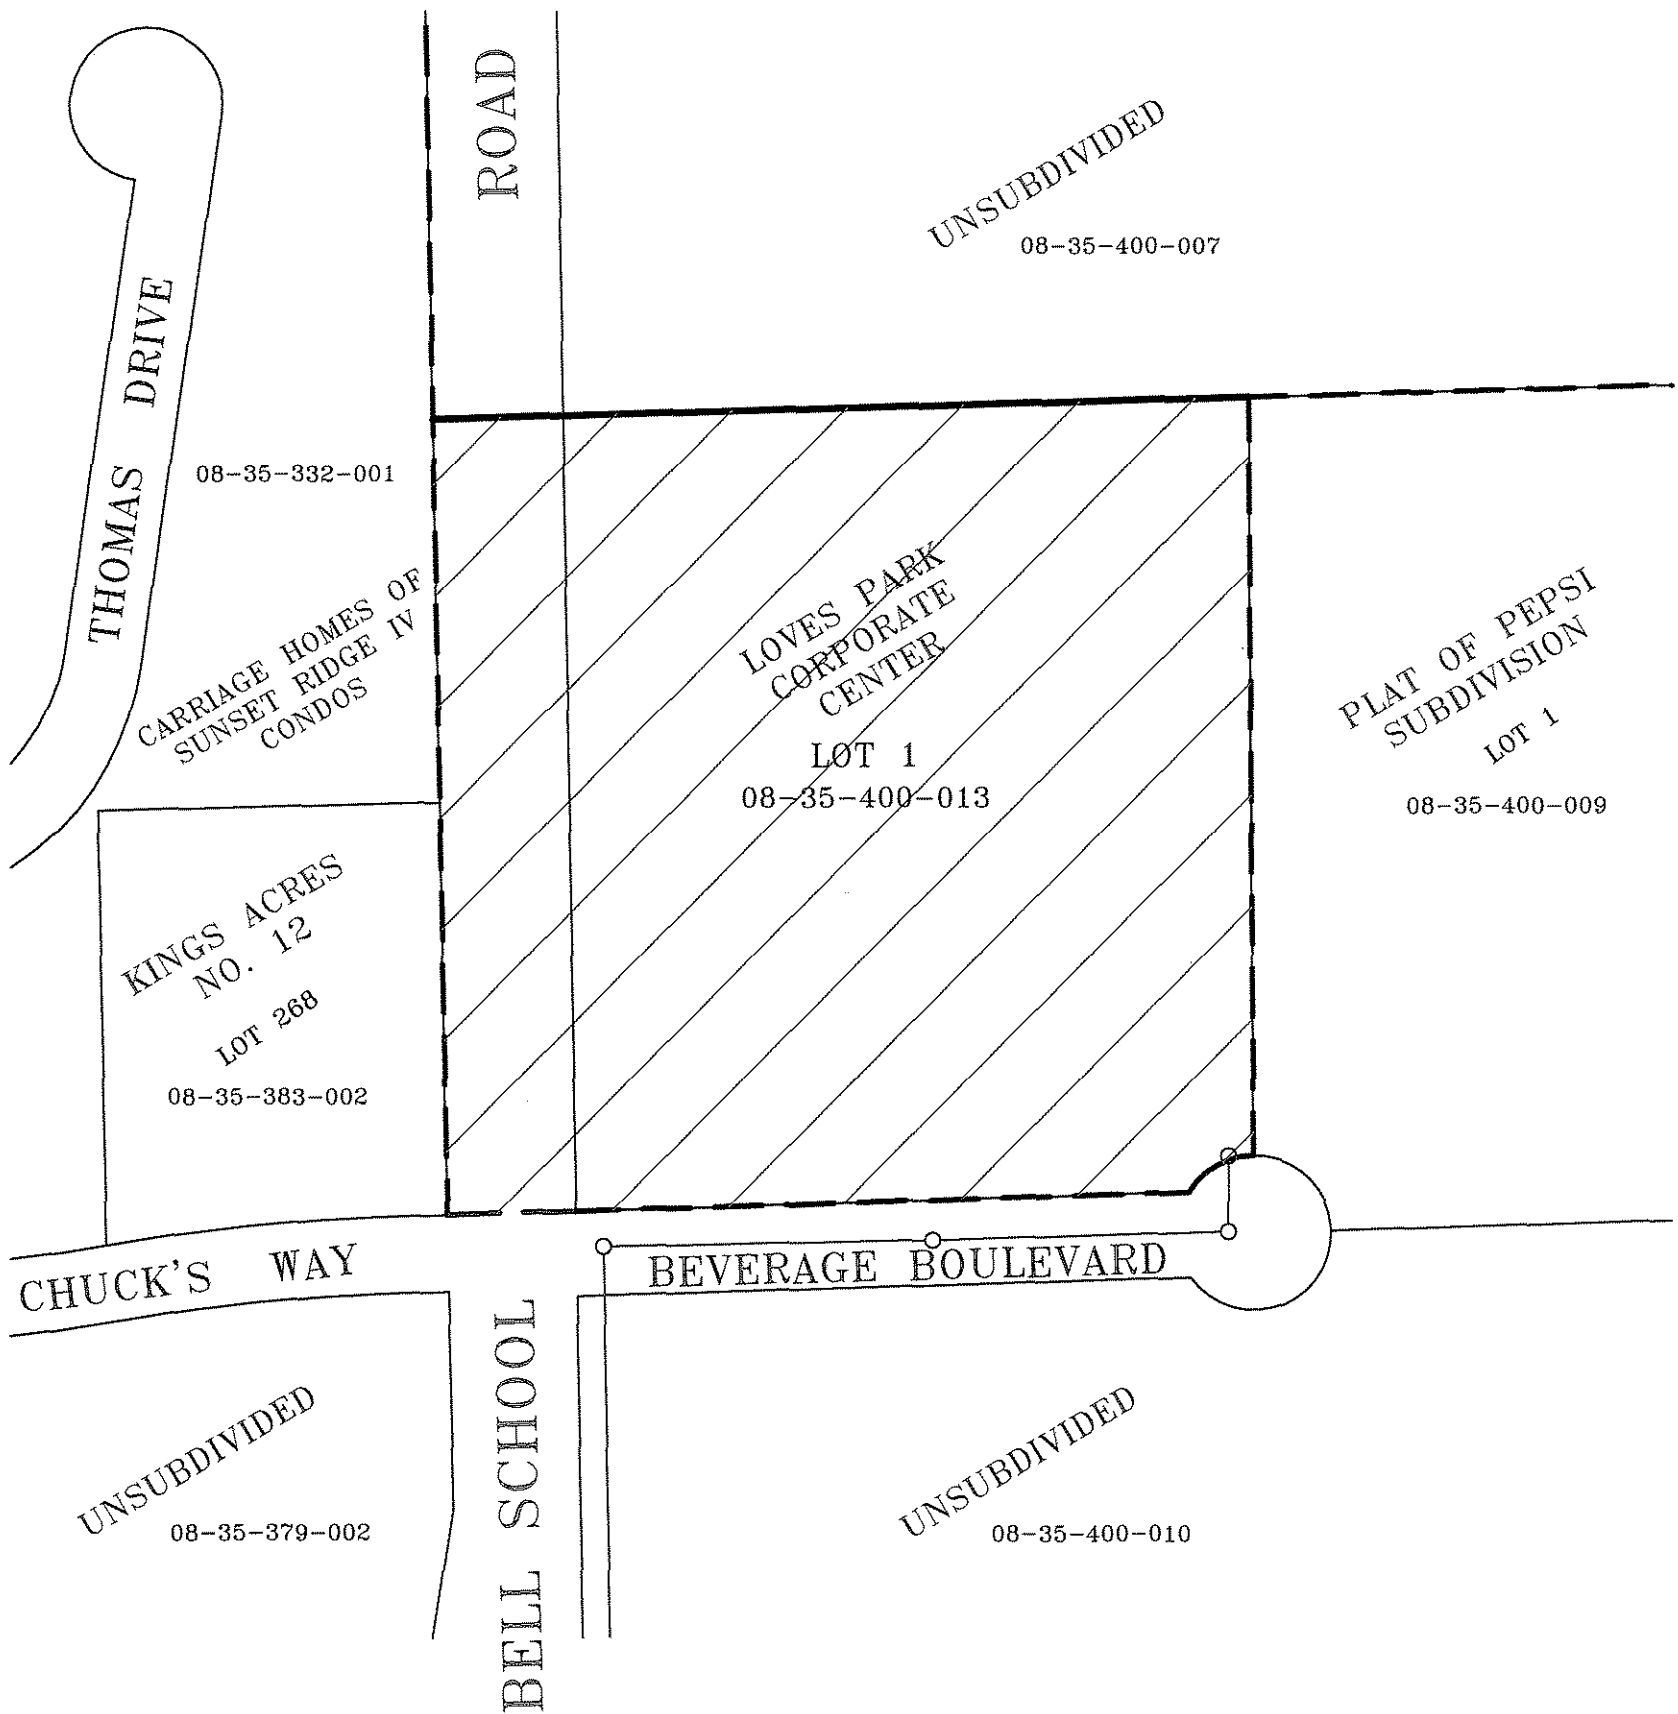 ROAD
UNSUBDIVIDED
08-35-400-007
THOMAS DRIVE
08-35-332-001
CARRIAGE HOMES OF
SUNSET RIDGE IV
CONDOS
LOVES PARK
CORPORATE
CENTER
LOT 1
08-35-400-013
PLAT OF PEPSI
SUBDIVISION
LOT 1
08-35-400-009
KINGS ACRES
NO. 12
LOT 268
08-35-383-002
CHUCK'S WAY
BEVERAGE BOULEVARD
BELL SCHOOL
UNSUBDIVIDED
08-35-379-002
UNSUBDIVIDED
08-35-400-010